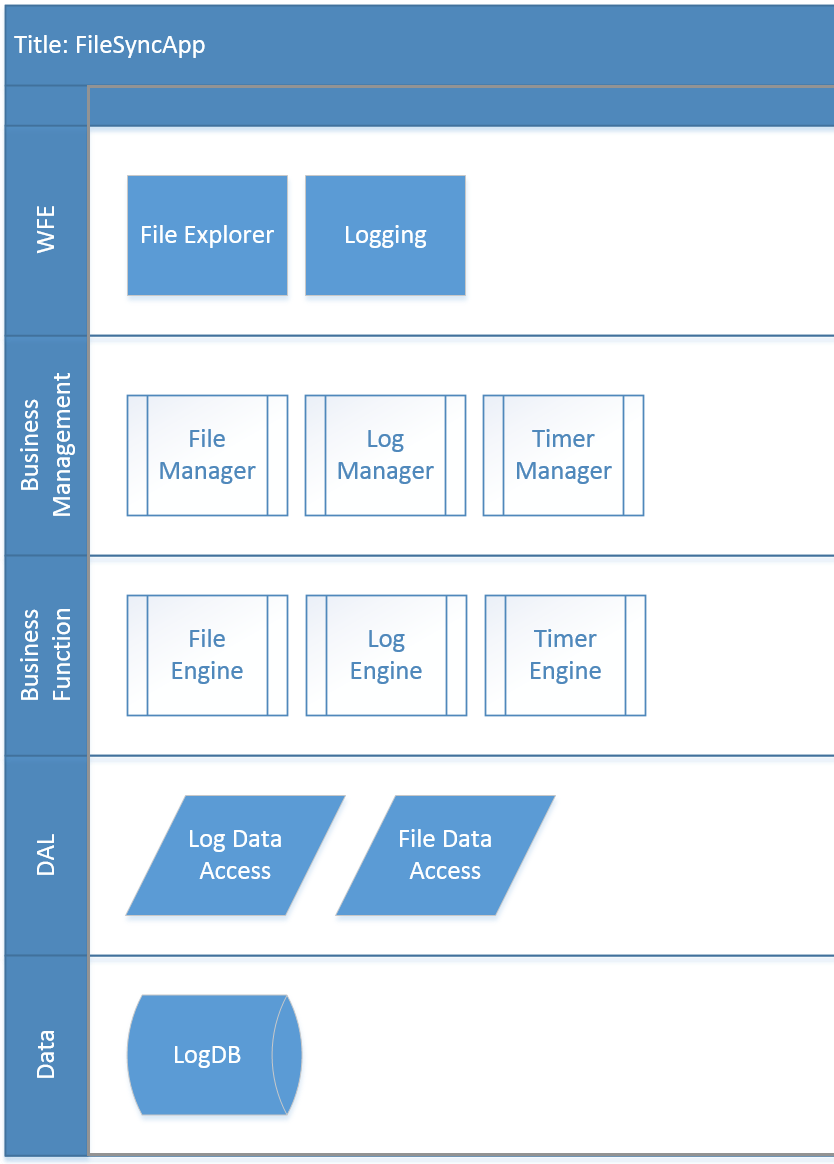 Title: FileSyncApp
WFE
File Explorer
Logging
Business
Management
File
Manager
Log
Manager
Timer
Manager
Business
Function
File
Engine
Log
Engine
Timer
Engine
DAL
Log Data
Access
File Data
Access
Data
LogDB